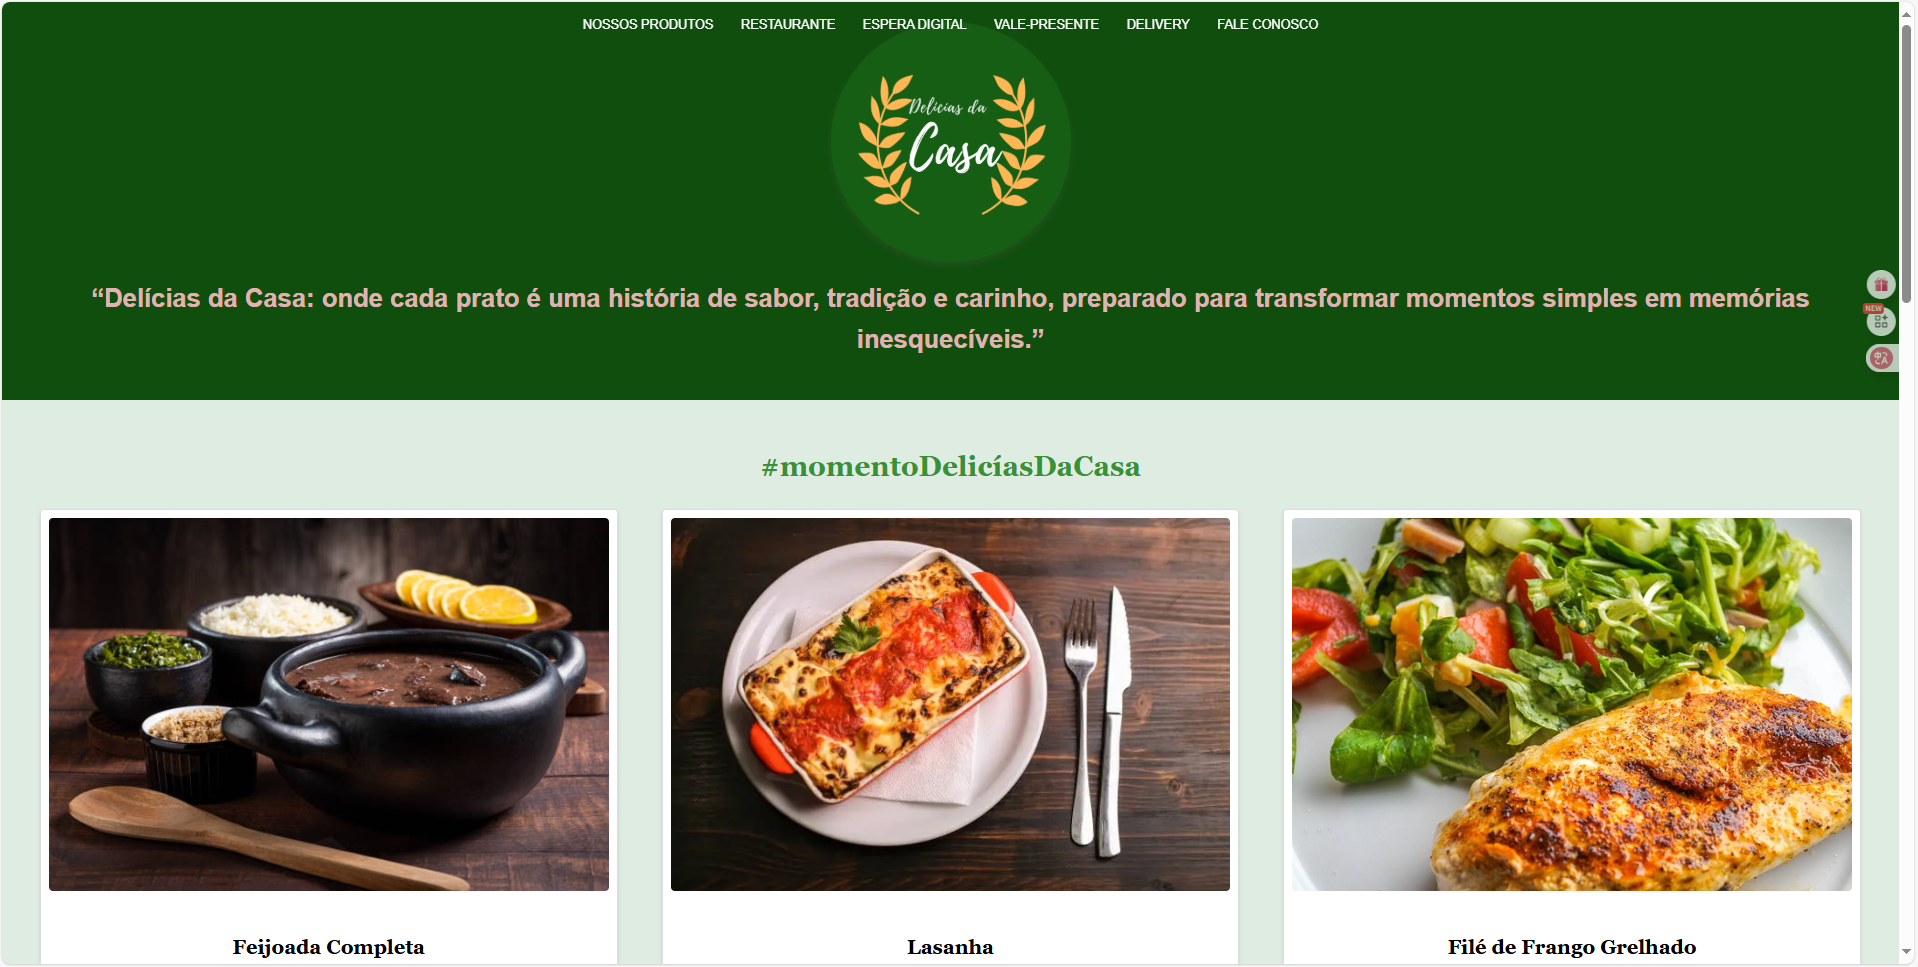 NOSSOS PRODUTOS RESTAURANTE ESPERA DIGITAL VALE-PRESENTE DELIVERY FALE CONOSCO
Delícias da
Casa
“Delícias da Casa: onde cada prato é uma história de sabor, tradição e carinho, preparado para transformar momentos simples em memórias
inesquecíveis.”
NEW
#momentoDelicíasDaCasa
Feijoada Completa
Lasanha
Filé de Frango Grelhado